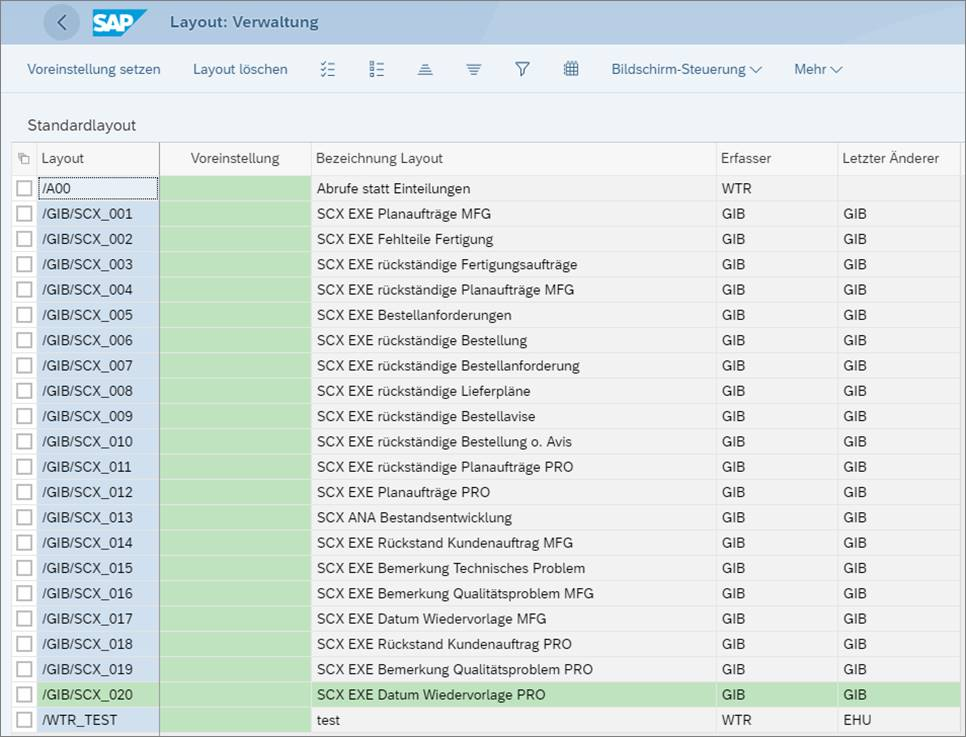 SAP Layout: Verwaltung
Voreinstellung setzen Layout löschen Bildschirm-Steuerung Mehr
Standardlayout
Layout Voreinstellung Bezeichnung Layout Erfasser Letzter Änderer
/A00 Abrufe statt Einteilungen WTR
/GIB/SCX_001 SCX EXE Planaufträge MFG GIB GIB
/GIB/SCX_002 SCX EXE Fehlteile Fertigung GIB GIB
/GIB/SCX_003 SCX EXE rückständige Fertigungsaufträge GIB GIB
/GIB/SCX_004 SCX EXE rückständige Planaufträge MFG GIB GIB
/GIB/SCX_005 SCX EXE Bestellanforderungen GIB GIB
/GIB/SCX_006 SCX EXE rückständige Bestellung GIB GIB
/GIB/SCX_007 SCX EXE rückständige Bestellanforderung GIB GIB
/GIB/SCX_008 SCX EXE rückständige Lieferpläne GIB GIB
/GIB/SCX_009 SCX EXE rückständige Bestellavise GIB GIB
/GIB/SCX_010 SCX EXE rückständige Bestellung o. Avis GIB GIB
/GIB/SCX_011 SCX EXE rückständige Planaufträge PRO GIB GIB
/GIB/SCX_012 SCX EXE Planaufträge PRO GIB GIB
/GIB/SCX_013 SCX ANA Bestandsentwicklung GIB GIB
/GIB/SCX_014 SCX EXE Rückstand Kundenauftrag MFG GIB GIB
/GIB/SCX_015 SCX EXE Bemerkung Technisches Problem GIB GIB
/GIB/SCX_016 SCX EXE Bemerkung Qualitätsproblem MFG GIB GIB
/GIB/SCX_017 SCX EXE Datum Wiedervorlage MFG GIB GIB
/GIB/SCX_018 SCX EXE Rückstand Kundenauftrag PRO GIB GIB
/GIB/SCX_019 SCX EXE Bemerkung Qualitätsproblem PRO GIB GIB
/GIB/SCX_020 SCX EXE Datum Wiedervorlage PRO GIB GIB
/WTR_TEST test WTR EHU